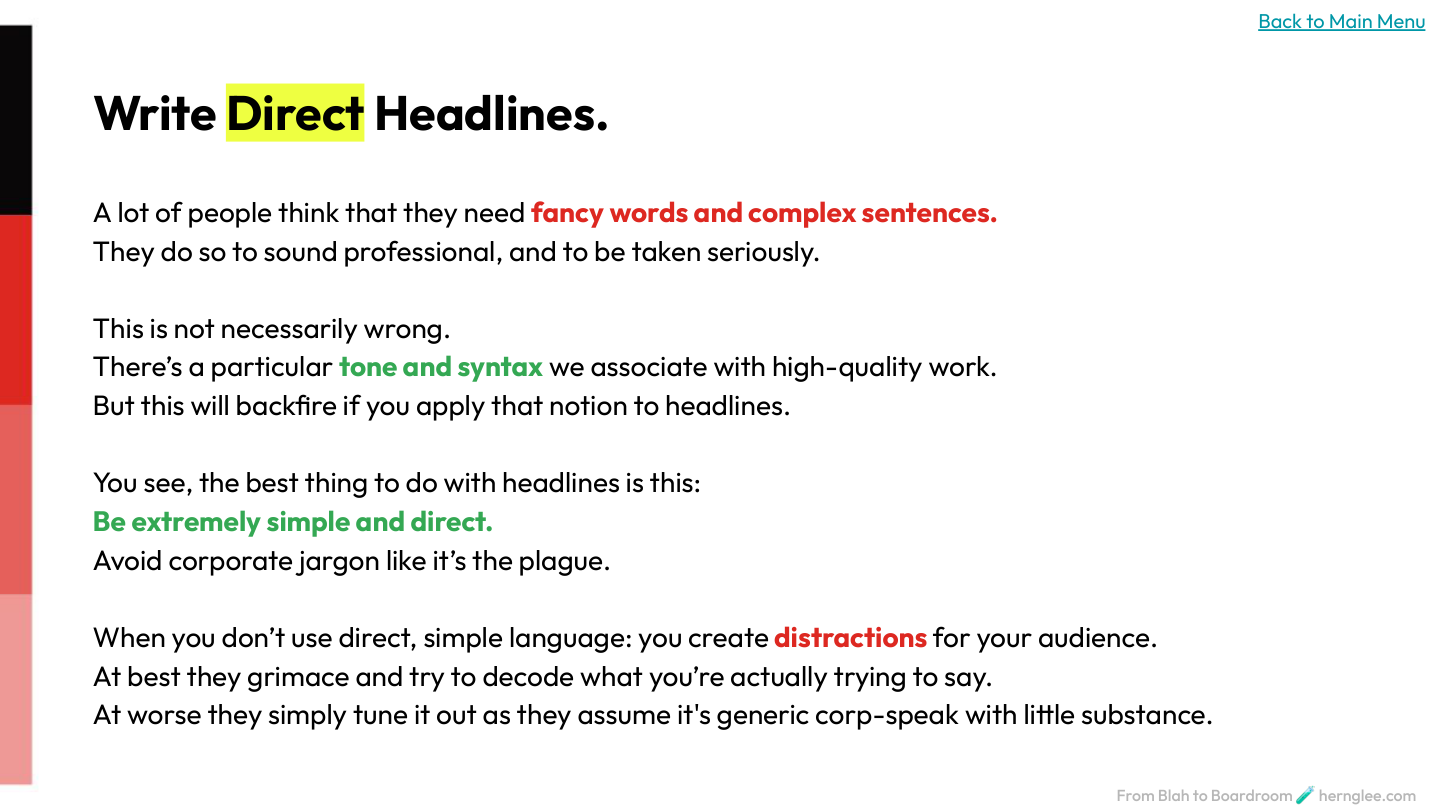 Back to Main Menu
Write Direct Headlines.
A lot of people think that they need fancy words and complex sentences.
They do so to sound professional, and to be taken seriously.
This is not necessarily wrong.
There’s a particular tone and syntax we associate with high-quality work.
But this will backfire if you apply that notion to headlines.
You see, the best thing to do with headlines is this:
Be extremely simple and direct.
Avoid corporate jargon like it’s the plague.
When you don’t use direct, simple language: you create distractions for your audience.
At best they grimace and try to decode what you’re actually trying to say.
At worse they simply tune it out as they assume it's generic corp-speak with little substance.
From Blah to Boardroom 🧪 hernglee.com